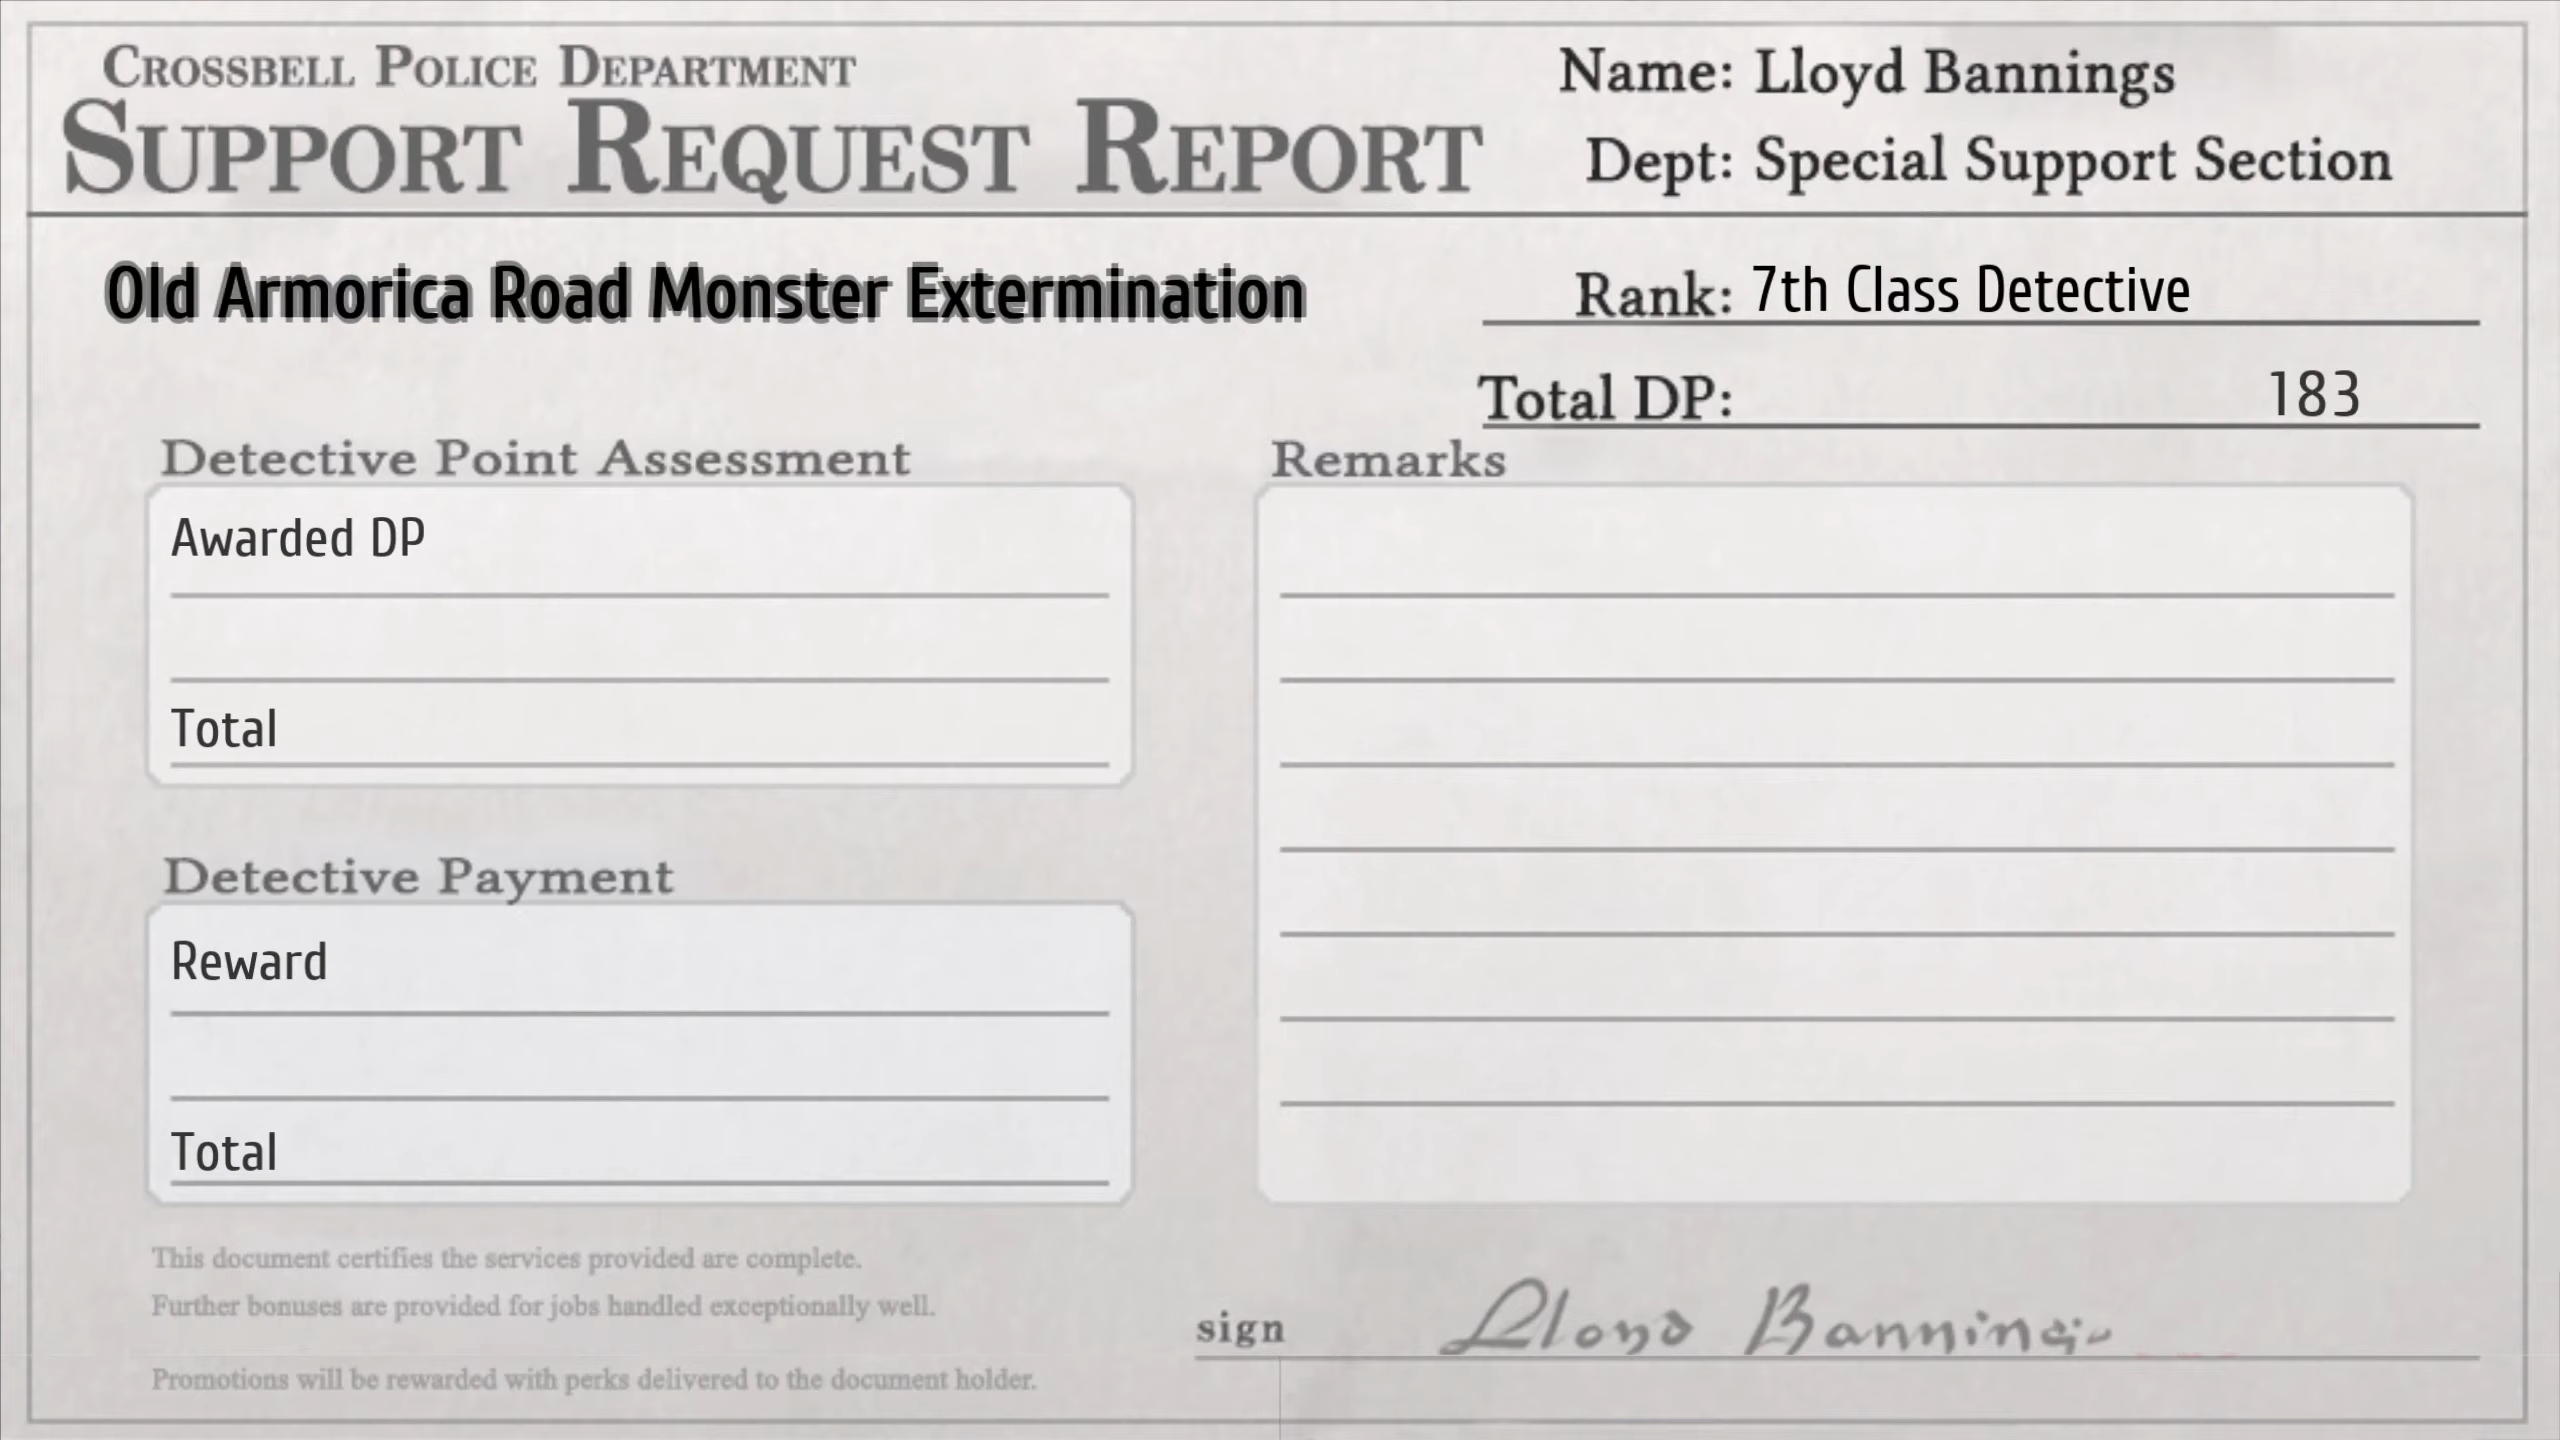 CROSSBELL POLICE DEPARTMENT
SUPPORT REQUEST REPORT
Name: Lloyd Bannings
Dept: Special Support Section
Old Armorica Road Monster Extermination
Rank: 7th Class Detective
Total DP: 183
Detective Point Assessment
Awarded DP
Total
Remarks
Detective Payment
Reward
Total
This document certifies the services provided are complete.
Further bonuses are provided for jobs handled exceptionally well.
Promotions will be rewarded with perks delivered to the document holder.
sign Lloyd Bannings